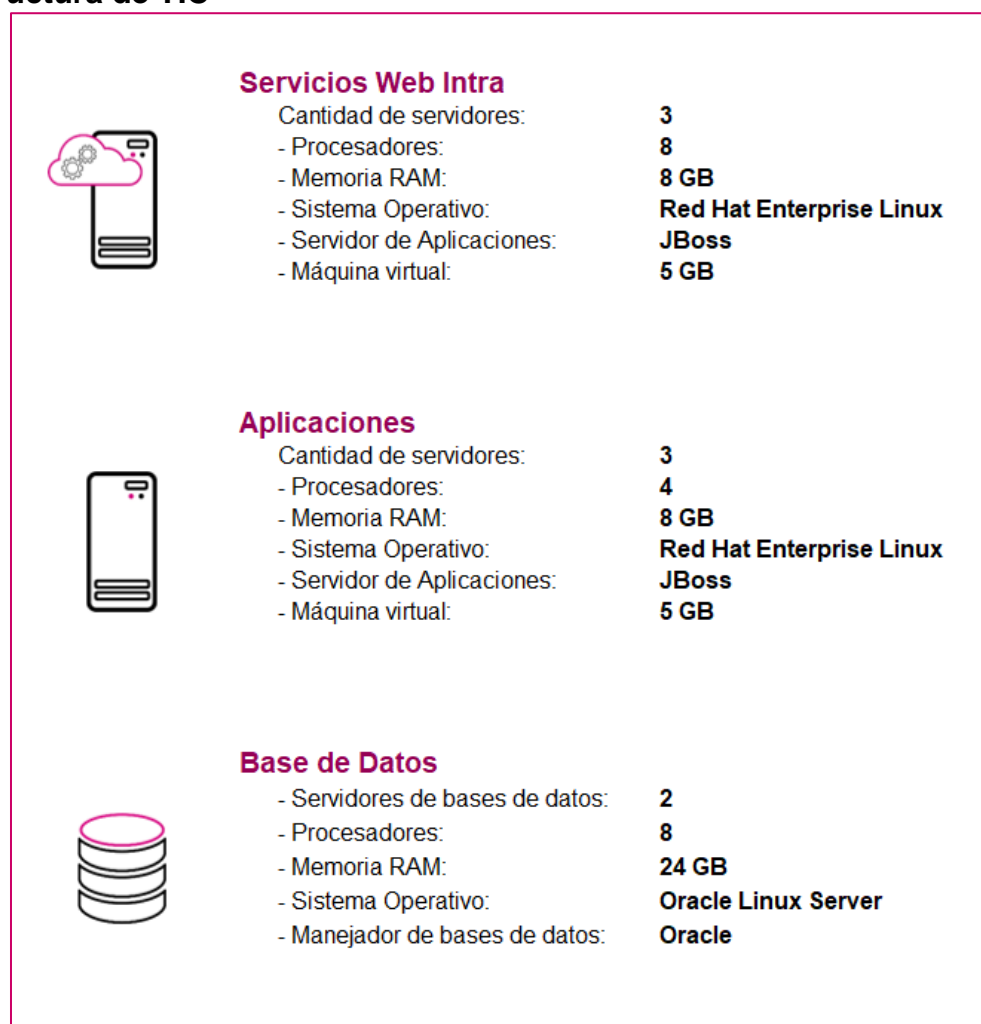 Servicios Web Intra
Cantidad de servidores: 3
- Procesadores: 8
- Memoria RAM: 8 GB
- Sistema Operativo: Red Hat Enterprise Linux
- Servidor de Aplicaciones: JBoss
- Máquina virtual: 5 GB
Aplicaciones
Cantidad de servidores: 3
- Procesadores: 4
- Memoria RAM: 8 GB
- Sistema Operativo: Red Hat Enterprise Linux
- Servidor de Aplicaciones: JBoss
- Máquina virtual: 5 GB
Base de Datos
- Servidores de bases de datos: 2
- Procesadores: 8
- Memoria RAM: 24 GB
- Sistema Operativo: Oracle Linux Server
- Manejador de bases de datos: Oracle